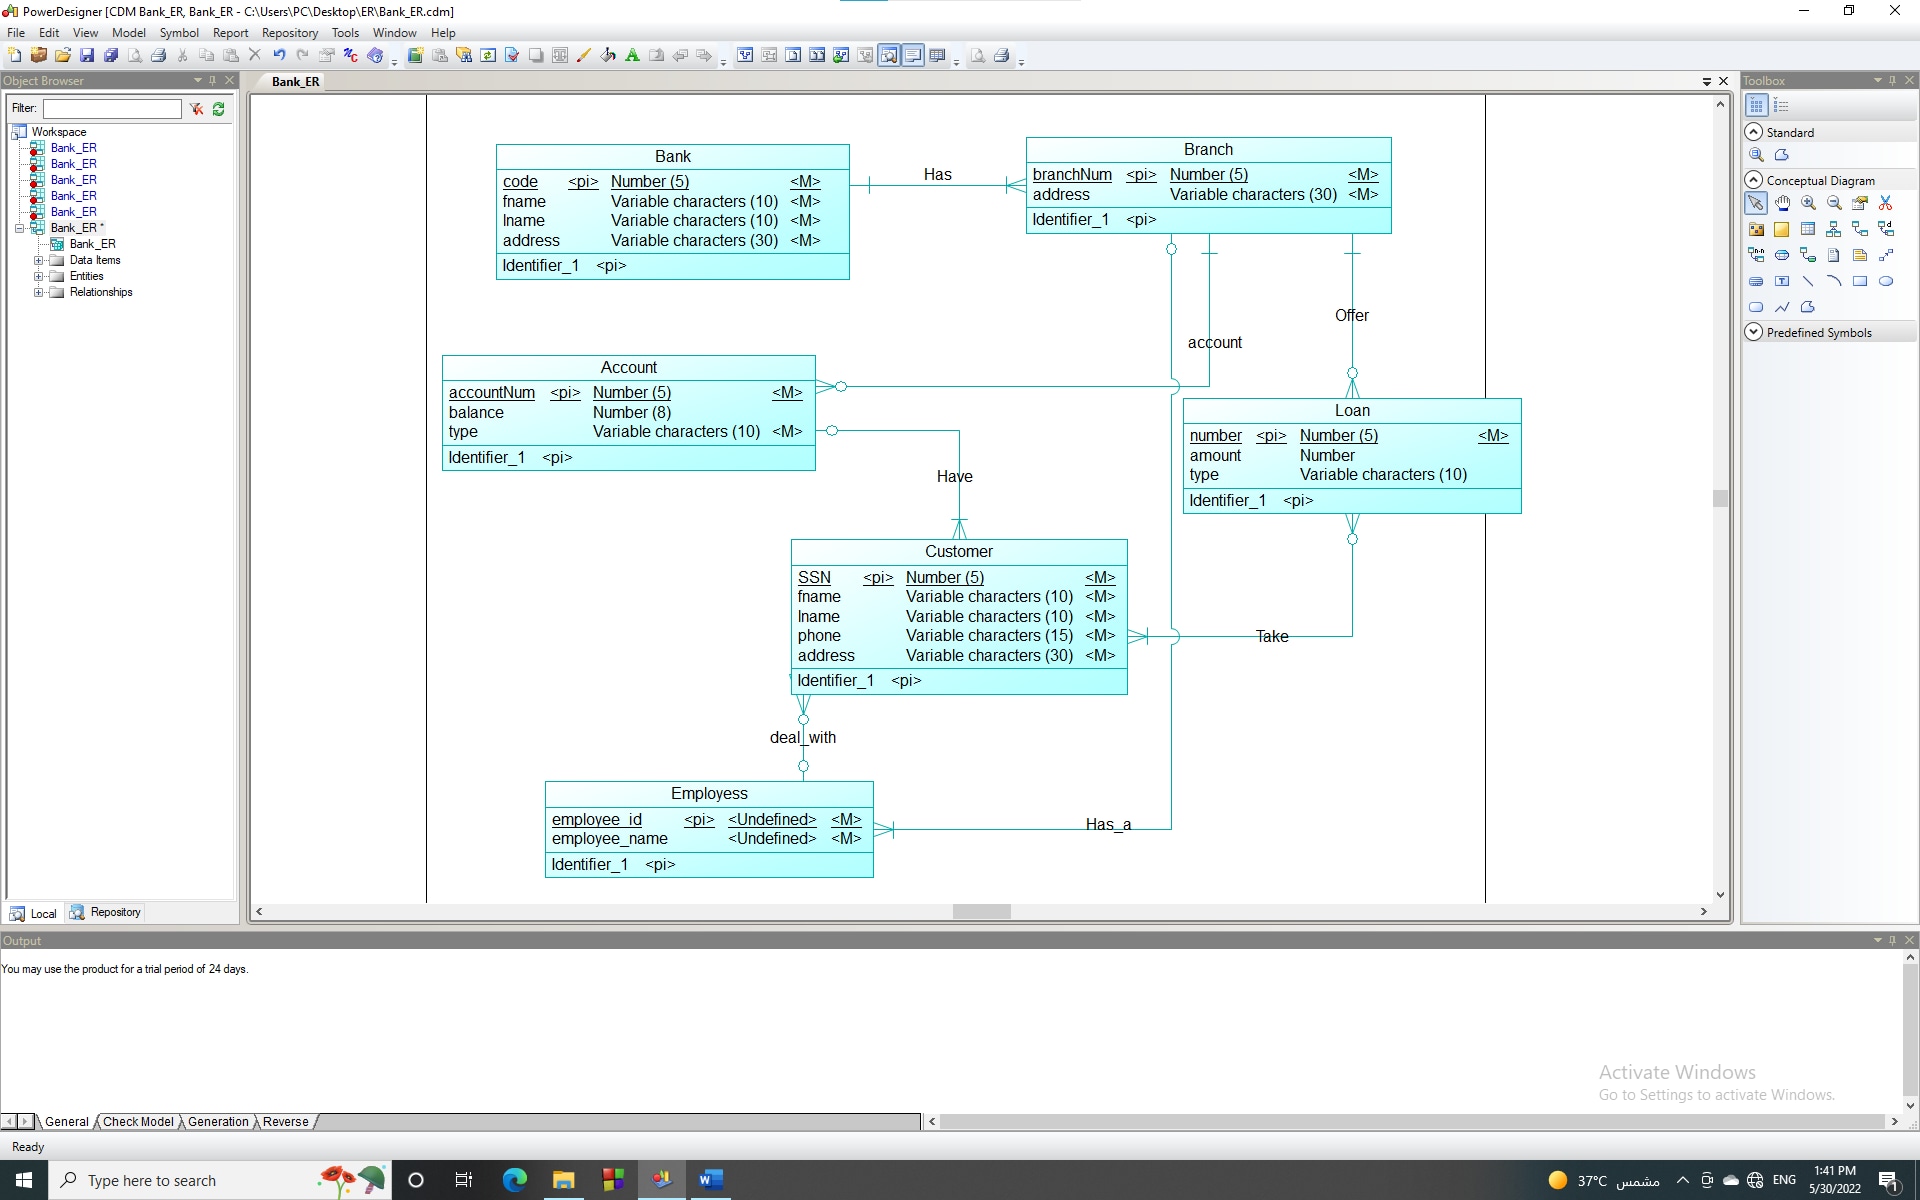 PowerDesigner [CDM Bank_ER, Bank_ER - C:\Users\PC\Desktop\ER\Bank_ER.cdm]
File Edit View Model Symbol Report Repository Tools Window Help
Object Browser
Filter:
Workspace
Bank_ER
Bank_ER
Bank_ER
Bank_ER
Bank_ER
Bank_ER *
Bank_ER
Data Items
Entities
Relationships
Local Repository
Bank_ER
Bank
code <pi> Number (5) <M>
fname Variable characters (10) <M>
lname Variable characters (10) <M>
address Variable characters (30) <M>
Identifier_1 <pi>
Has
Branch
branchNum <pi> Number (5) <M>
address Variable characters (30) <M>
Identifier_1 <pi>
Offer
account
Account
accountNum <pi> Number (5) <M>
balance Number (8)
type Variable characters (10) <M>
Identifier_1 <pi>
Loan
number <pi> Number (5) <M>
amount Number
type Variable characters (10)
Identifier_1 <pi>
Have
Customer
SSN <pi> Number (5) <M>
fname Variable characters (10) <M>
lname Variable characters (10) <M>
phone Variable characters (15) <M>
address Variable characters (30) <M>
Identifier_1 <pi>
Take
deal_with
Employess
employee_id <pi> <Undefined> <M>
employee_name <Undefined> <M>
Identifier_1 <pi>
Has_a
Toolbox
Standard
Conceptual Diagram
Predefined Symbols
Output
You may use the product for a trial period of 24 days.
Activate Windows
Go to Settings to activate Windows.
General Check Model Generation Reverse
Ready
Type here to search
37°C مشمس
ENG
1:41 PM
5/30/2022
1